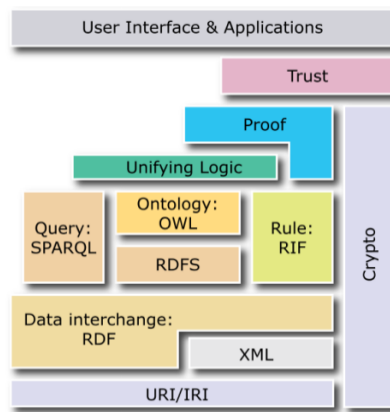 User Interface & Applications
Trust
Proof
Unifying Logic
Query:
SPARQL
Ontology:
OWL
RDFS
Rule:
RIF
Crypto
Data interchange:
RDF
XML
URI/IRI